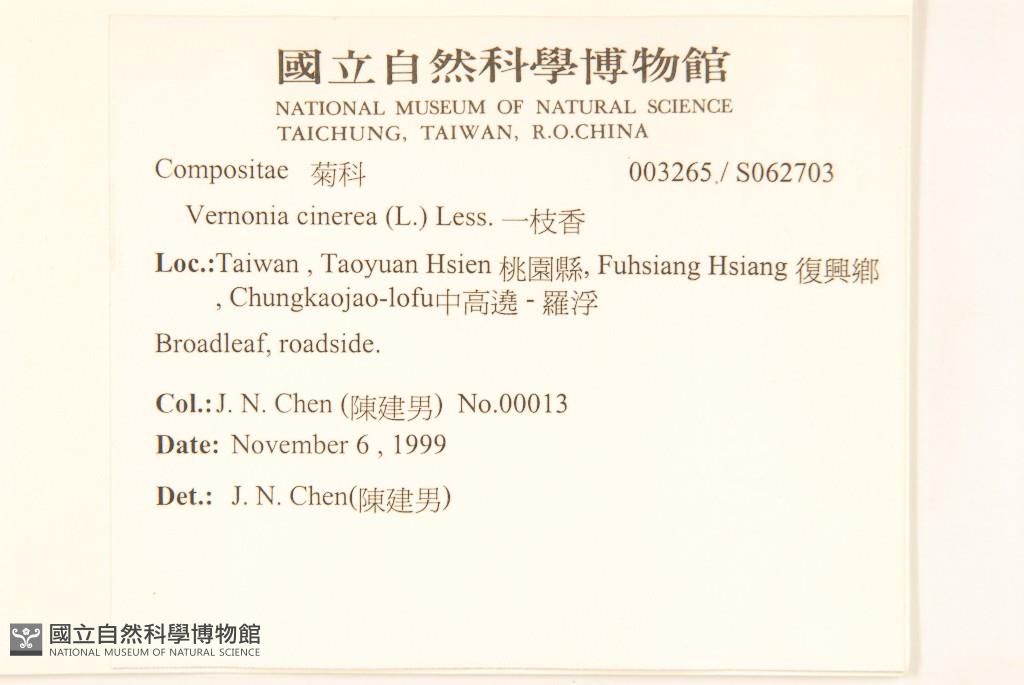 國立自然科學博物館
NATIONAL MUSEUM OF NATURAL SCIENCE
TAICHUNG, TAIWAN, R.O.CHINA
Compositae 菊科 003265./ S062703
Vernonia cinerea (L.) Less. 一枝香
Loc.:Taiwan , Taoyuan Hsien 桃園縣, Fuhsiang Hsiang 復興鄉
, Chungkaojao-lofu中高遶 - 羅浮
Broadleaf, roadside.
Col.:J. N. Chen (陳建男) No.00013
Date: November 6 , 1999
Det.: J. N. Chen(陳建男)
國立自然科學博物館
NATIONAL MUSEUM OF NATURAL SCIENCE